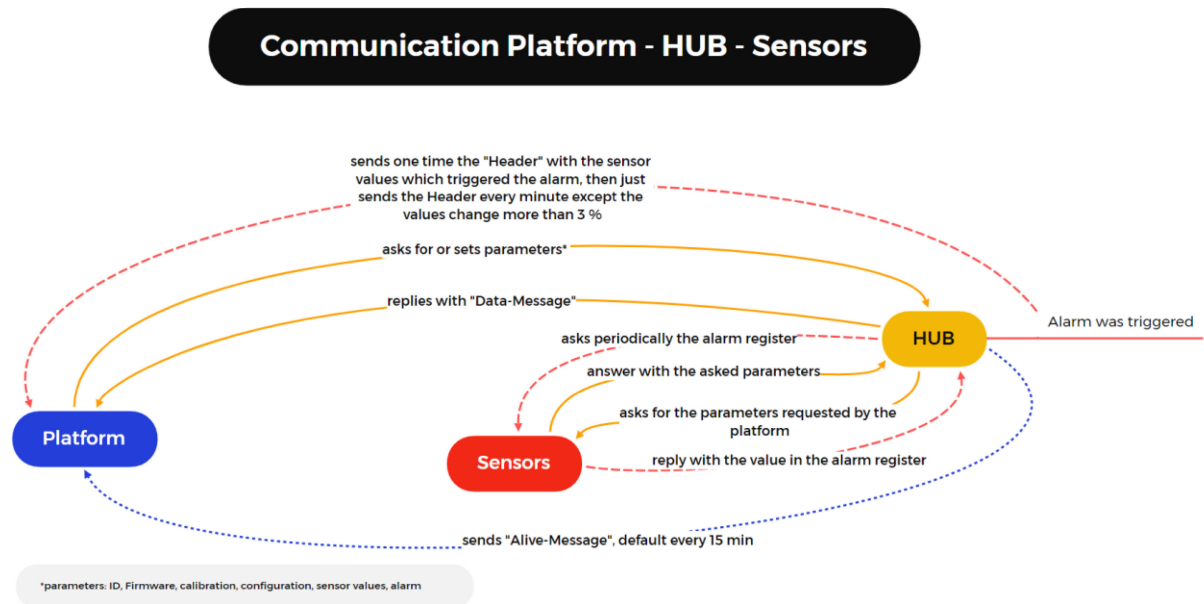 Communication Platform - HUB - Sensors
sends one time the "Header" with the sensor
values which triggered the alarm, then just
sends the Header every minute except the
values change more than 3 %
asks for or sets parameters*
replies with "Data-Message"
Alarm was triggered
HUB
asks periodically the alarm register
answer with the asked parameters
asks for the parameters requested by the
platform
Platform
Sensors
reply with the value in the alarm register
sends "Alive-Message", default every 15 min
*parameters: ID, Firmware, calibration, configuration, sensor values, alarm